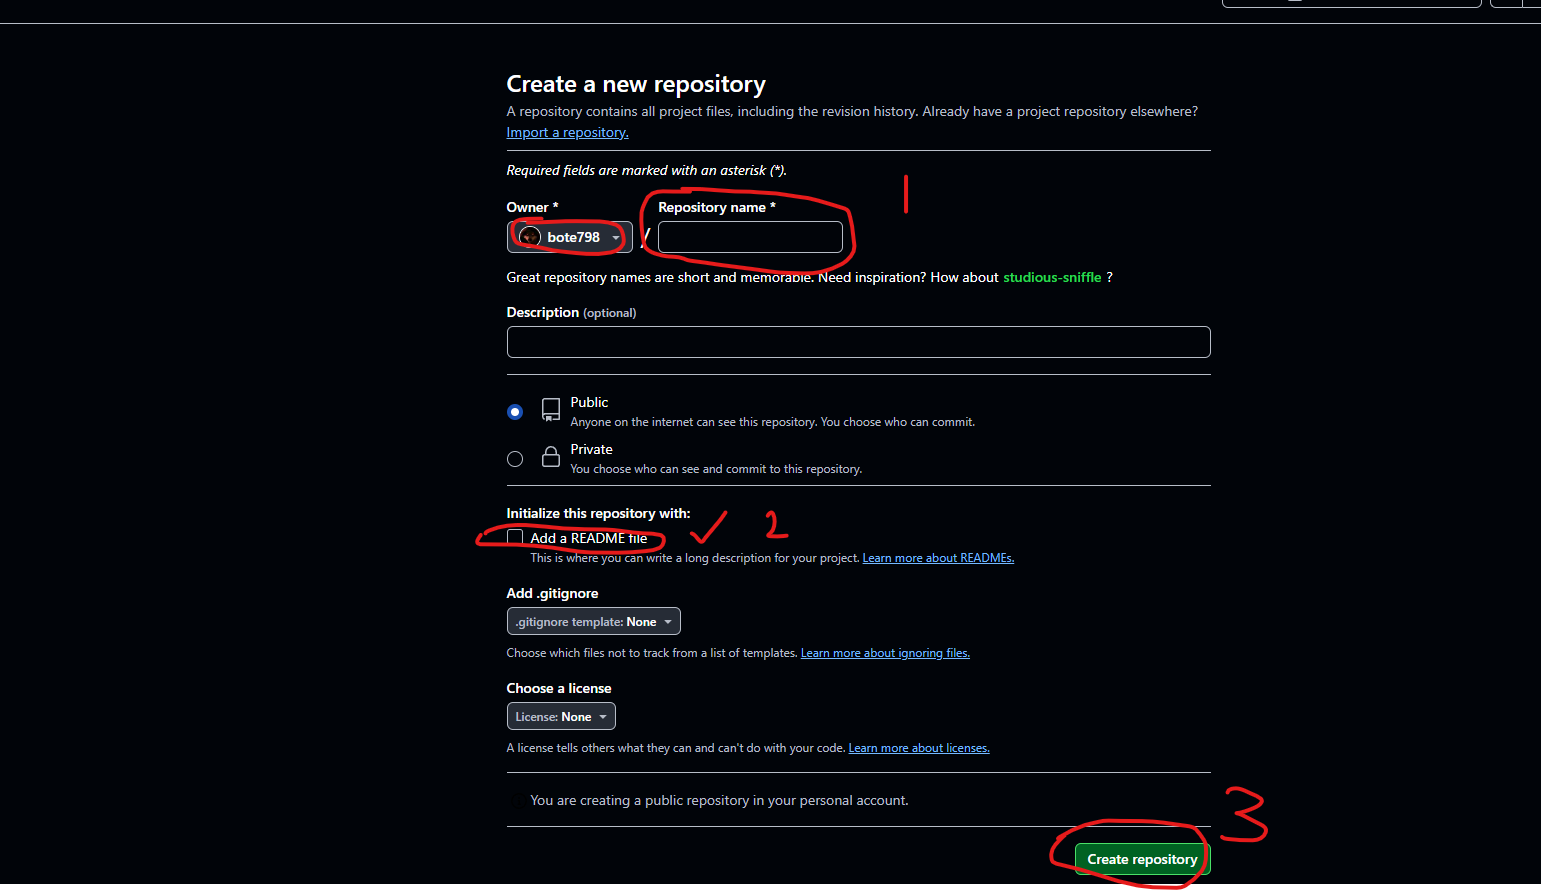 Create a new repository
A repository contains all project files, including the revision history. Already have a project repository elsewhere?
Import a repository.
Required fields are marked with an asterisk (*).
1
Owner * Repository name *
bote798 /
Great repository names are short and memorable. Need inspiration? How about studious-sniffle ?
Description (optional)
Public
Anyone on the internet can see this repository. You choose who can commit.
Private
You choose who can see and commit to this repository.
Initialize this repository with:
Add a README file 2
This is where you can write a long description for your project. Learn more about READMEs.
Add .gitignore
.gitignore template: None
Choose which files not to track from a list of templates. Learn more about ignoring files.
Choose a license
License: None
A license tells others what they can and can't do with your code. Learn more about licenses.
You are creating a public repository in your personal account.
3
Create repository